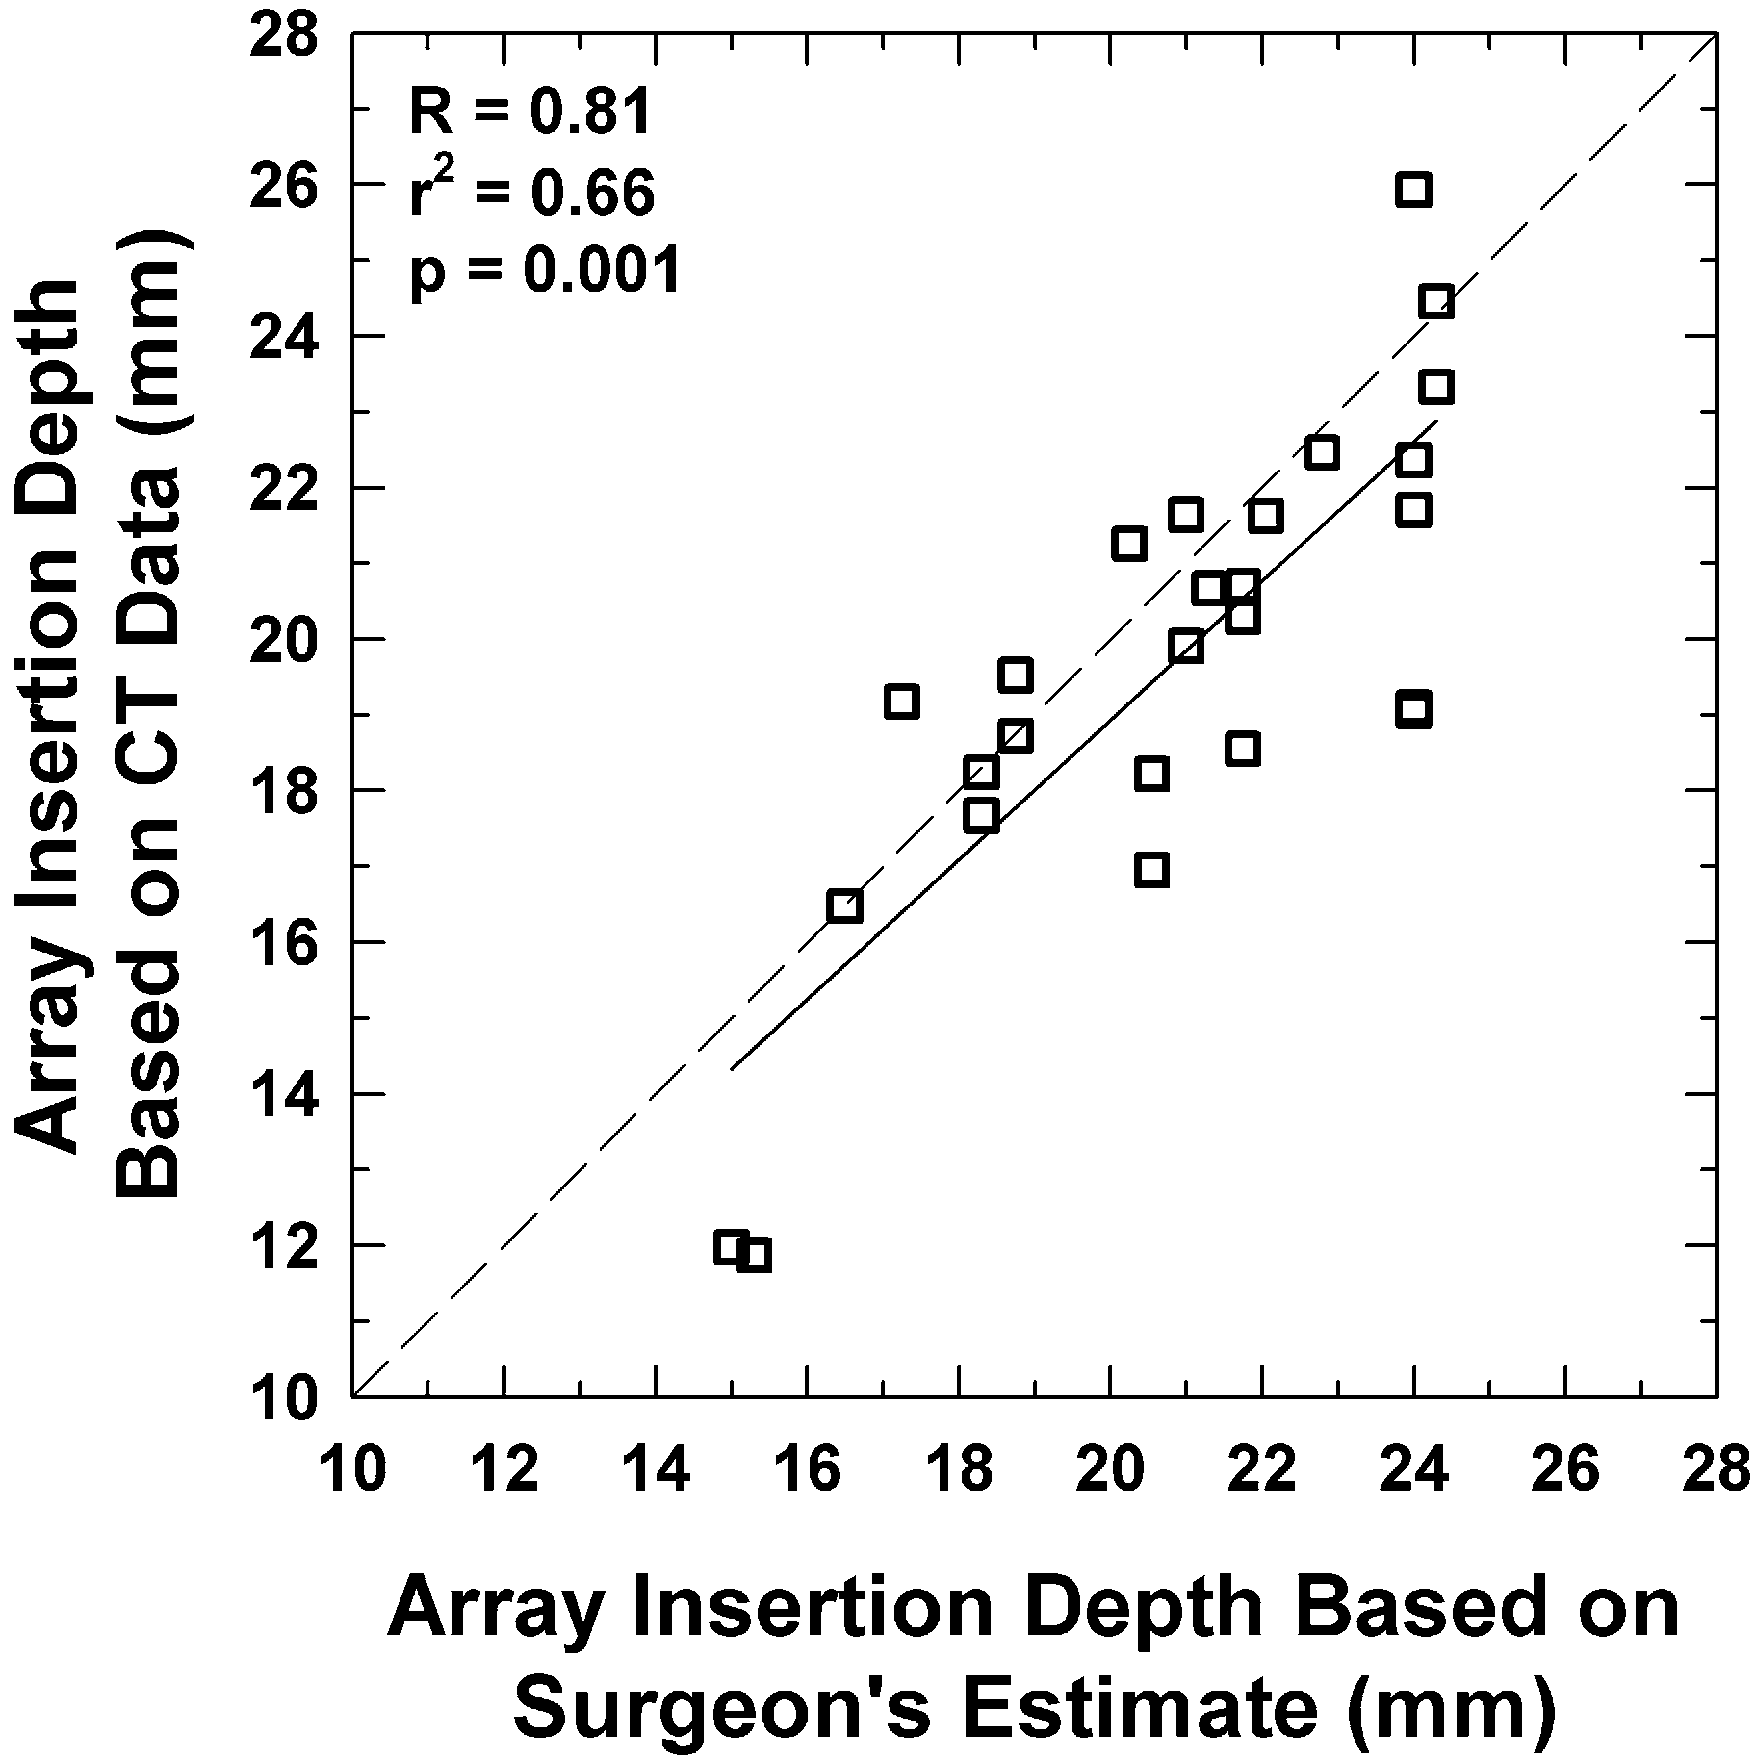 R = 0.81
r² = 0.66
p = 0.001
28
26
24
22
20
18
16
14
12
10
Array Insertion Depth
Based on CT Data (mm)
10 12 14 16 18 20 22 24 26 28
Array Insertion Depth Based on
Surgeon's Estimate (mm)